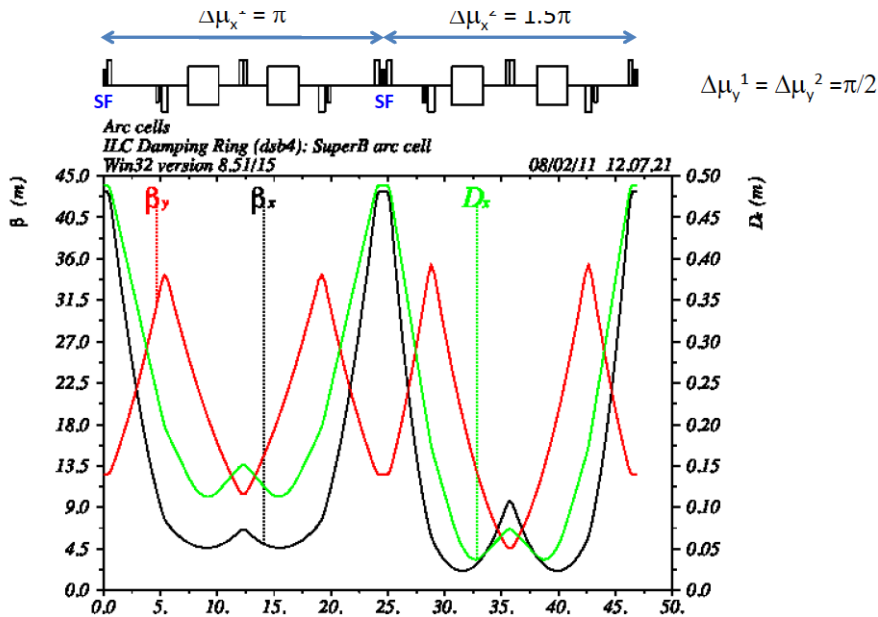 Δμx¹ = π
Δμx² = 1.5π
SF
SF
Δμy¹ = Δμy² =π/2
Arc cells
ILC Damping Ring (dsb4): SuperB arc cell
Win32 version 8.51/15
08/02/11 12.07.21
45.0
40.5
36.0
31.5
27.0
22.5
18.0
13.5
9.0
4.5
0.0
β (m)
βy
βx
Dx
0.50
0.45
0.40
0.35
0.30
0.25
0.20
0.15
0.10
0.05
0.0
Dx (m)
0.0 5. 10. 15. 20. 25. 30. 35. 40. 45. 50.